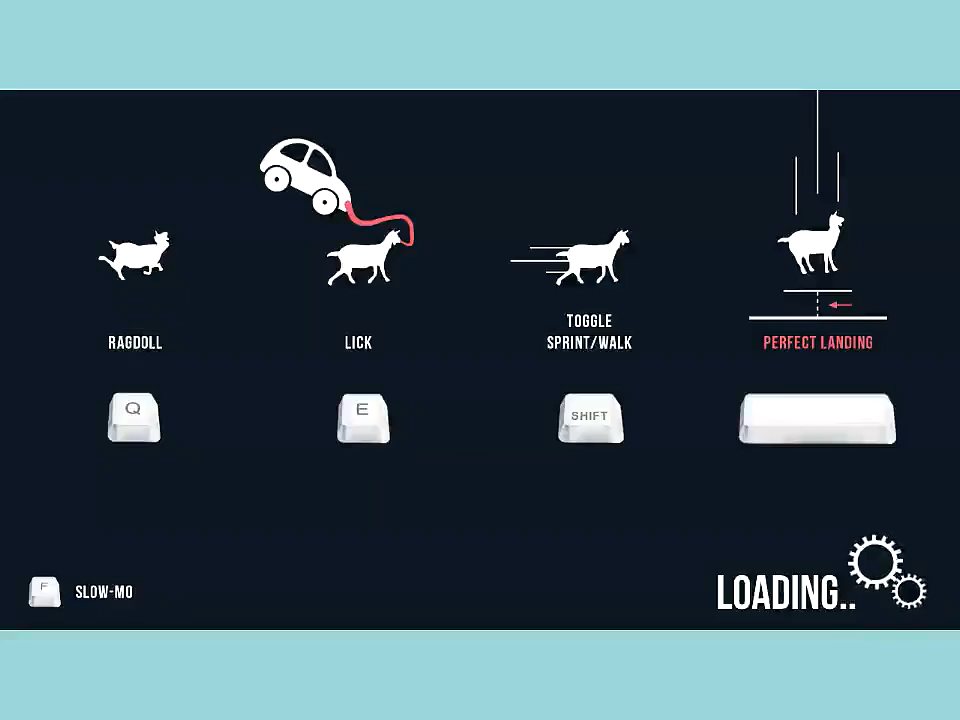 RAGDOLL
LICK
TOGGLE
SPRINT/WALK
PERFECT LANDING
Q
E
SHIFT
F
SLOW-MO
LOADING..